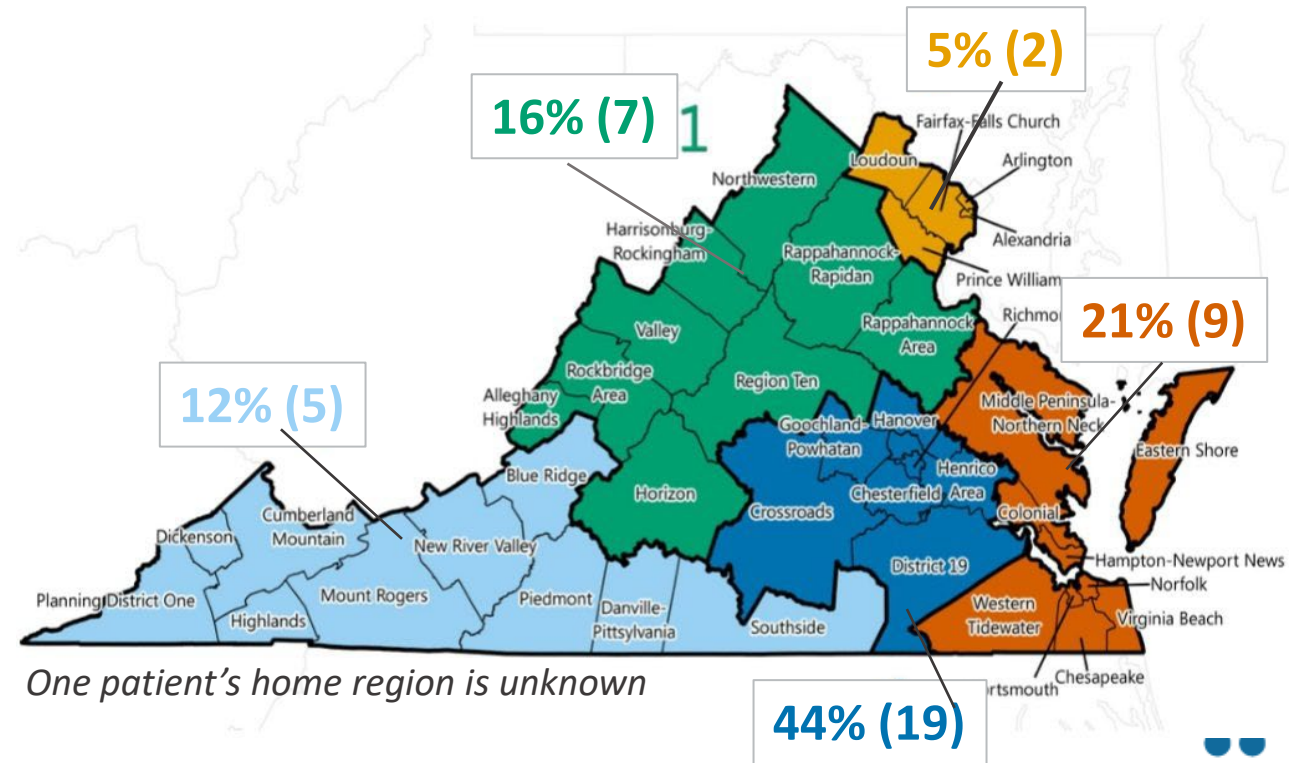 5% (2)
16% (7)
1
Fairfax-Falls Church
Loudoun
Arlington
Northwestern
Harrisonburg-
Rockingham
Rappahannock-
Rapidan
Alexandria
Prince William
21% (9)
Valley
Rappahannock
Area
Rockbridge
Area
Region Ten
12% (5)
Alleghany
Highlands
Middle Peninsula-
Northern Neck
Goochland-
Powhatan
Hanover
Eastern Shore
Blue Ridge
Henrico
Area
Horizon
Chesterfield
Crossroads
Colonial
Cumberland
Mountain
Dickenson
New River Valley
Hampton-Newport News
District 19
Norfolk
Planning District One
Mount Rogers
Piedmont
Danville-
Pittsylvania
Highlands
Southside
Western
Tidewater
Virginia Beach
One patient's home region is unknown
Chesapeake
44% (19)